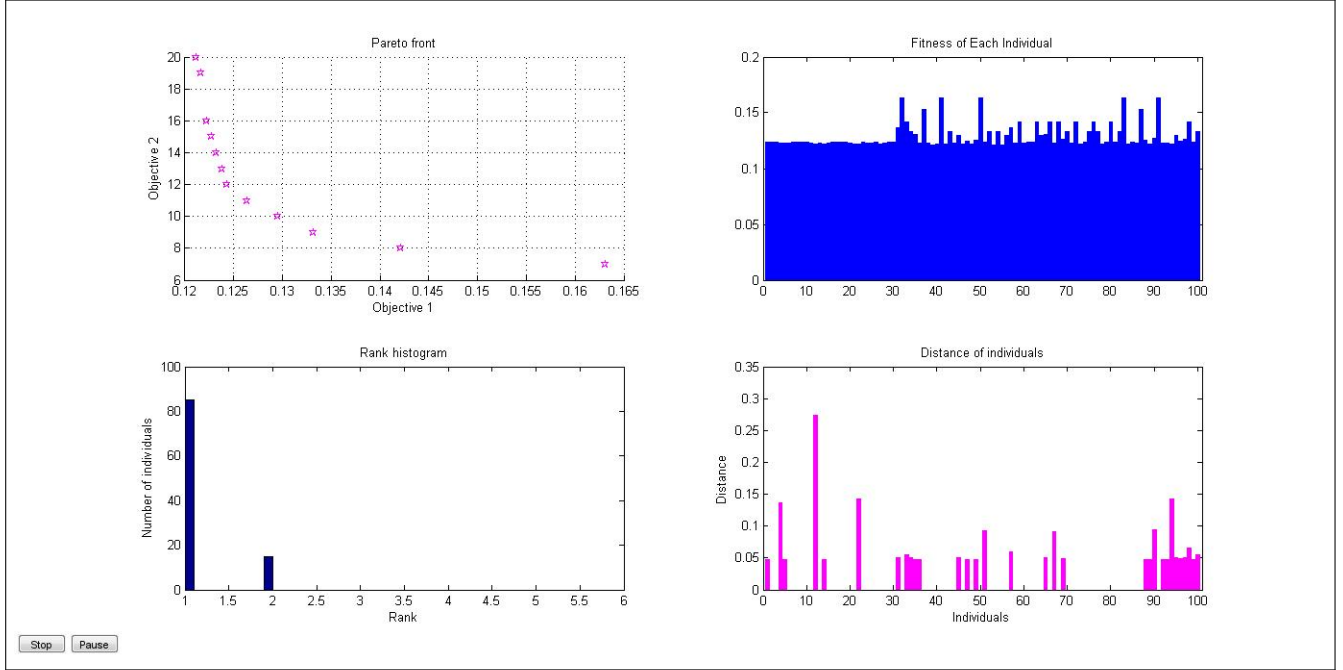 Pareto front
20
18
16
14
12
10
8
6
Objective 2
0.12 0.125 0.13 0.135 0.14 0.145 0.15 0.155 0.16 0.165
Objective 1
Fitness of Each Individual
0.2
0.15
0.1
0.05
0
0 10 20 30 40 50 60 70 80 90 100
Rank histogram
100
80
60
40
20
0
Number of individuals
1 1.5 2 2.5 3 3.5 4 4.5 5 5.5 6
Rank
Distance of individuals
0.35
0.3
0.25
0.2
0.15
0.1
0.05
0
Distance
0 10 20 30 40 50 60 70 80 90 100
Individuals
Stop Pause